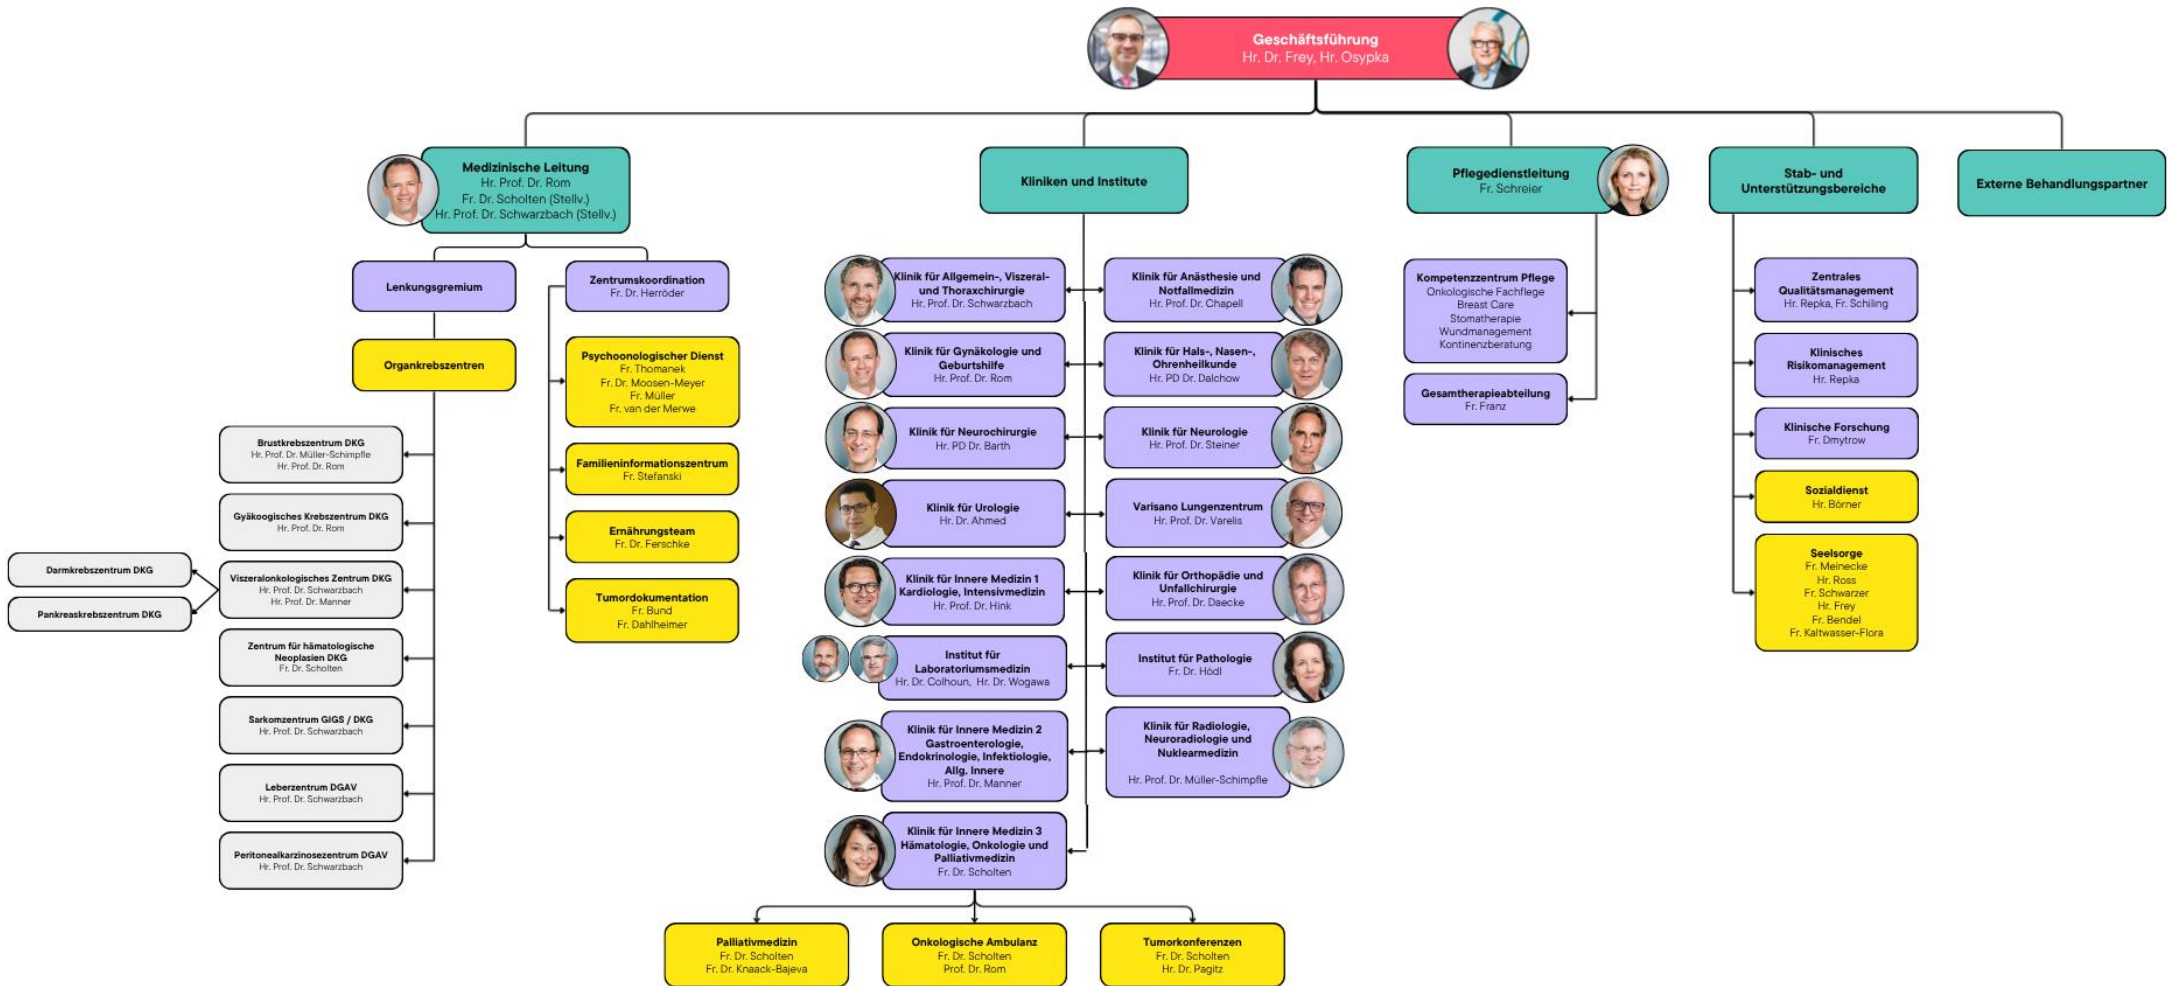 Geschäftsführung
Hr. Dr. Frey, Hr. Osypka
Medizinische Leitung
Hr. Prof. Dr. Rom
Fr. Dr. Scholten (Stellv.)
Hr. Prof. Dr. Schwarzbach (Stellv.)
Kliniken und Institute
Pflegedienstleitung
Fr. Schreier
Stab- und
Unterstützungsbereiche
Externe Behandlungspartner
Lenkungsgremium
Organkrebszentren
Brustkrebszentrum DKG
Hr. Prof. Dr. Müller-Schimpfle
Hr. Prof. Dr. Rom
Gyäkoogisches Krebszentrum DKG
Hr. Prof. Dr. Rom
Viszeralonkologisches Zentrum DKG
Hr. Prof. Dr. Schwarzbach
Hr. Prof. Dr. Manner
Darmkrebszentrum DKG
Pankreaskrebszentrum DKG
Zentrum für hämatologische
Neoplasien DKG
Fr. Dr. Scholten
Sarkomzentrum GIGS / DKG
Hr. Prof. Dr. Schwarzbach
Leberzentrum DGAV
Hr. Prof. Dr. Schwarzbach
Peritonealkarzinosezentrum DGAV
Hr. Prof. Dr. Schwarzbach
Zentrumskoordination
Fr. Dr. Herröder
Psychoonologischer Dienst
Fr. Thomanek
Fr. Dr. Moosen-Meyer
Fr. Müller
Fr. van der Merwe
Familieninformationszentrum
Fr. Stefanski
Ernährungsteam
Fr. Dr. Ferschke
Tumordokumentation
Fr. Bund
Fr. Dahlheimer
Klinik für Allgemein-, Viszeral-
und Thoraxchirurgie
Hr. Prof. Dr. Schwarzbach
Klinik für Anästhesie und
Notfallmedizin
Hr. Prof. Dr. Chapell
Klinik für Gynäkologie und
Geburtshilfe
Hr. Prof. Dr. Rom
Klinik für Hals-, Nasen-,
Ohrenheilkunde
Hr. PD Dr. Dalchow
Klinik für Neurochirurgie
Hr. PD Dr. Barth
Klinik für Neurologie
Hr. Prof. Dr. Steiner
Klinik für Urologie
Hr. Dr. Ahmed
Varisano Lungenzentrum
Hr. Prof. Dr. Varelis
Klinik für Innere Medizin 1
Kardiologie, Intensivmedizin
Hr. Prof. Dr. Hink
Klinik für Orthopädie und
Unfallchirurgie
Hr. Prof. Dr. Daecke
Institut für
Laboratoriumsmedizin
Hr. Dr. Colhoun, Hr. Dr. Wogawa
Institut für Pathologie
Fr. Dr. Hödl
Klinik für Innere Medizin 2
Gastroenterologie,
Endokrinologie, Infektiologie,
Allg. Innere
Hr. Prof. Dr. Manner
Klinik für Radiologie,
Neuroradiologie und
Nuklearmedizin
Hr. Prof. Dr. Müller-Schimpfle
Klinik für Innere Medizin 3
Hämatologie, Onkologie und
Palliativmedizin
Fr. Dr. Scholten
Palliativmedizin
Fr. Dr. Scholten
Fr. Dr. Knaack-Bajeva
Onkologische Ambulanz
Fr. Dr. Scholten
Prof. Dr. Rom
Tumorkonferenzen
Fr. Dr. Scholten
Hr. Dr. Pagitz
Kompetenzzentrum Pflege
Onkologische Fachflege
Breast Care
Stomatherapie
Wundmanagement
Kontinenzberatung
Gesamtherapieabteilung
Fr. Franz
Zentrales
Qualitätsmanagement
Hr. Repka, Fr. Schiling
Klinisches
Risikomanagement
Hr. Repka
Klinische Forschung
Fr. Dmytrow
Sozialdienst
Hr. Börner
Seelsorge
Fr. Meinecke
Hr. Ross
Fr. Schwarzer
Hr. Frey
Fr. Bendel
Fr. Kaltwasser-Flora